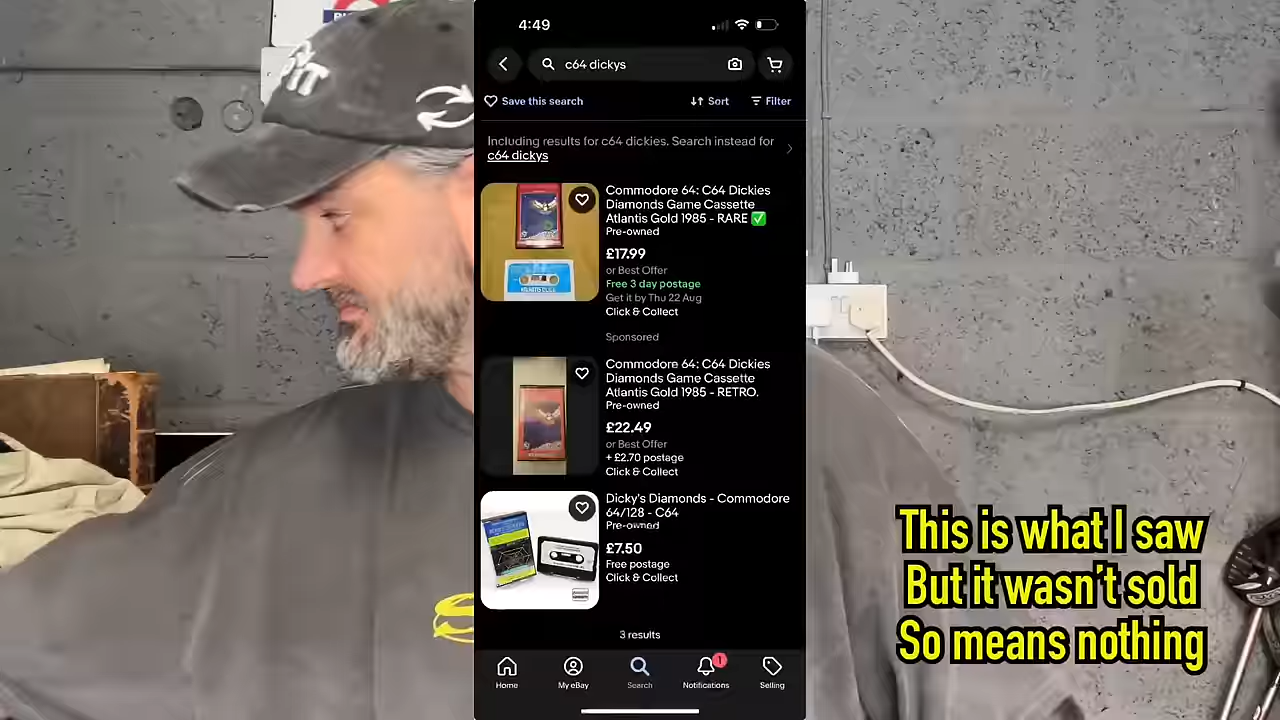 4:49
c64 dickys
Save this search
Sort
Filter
Including results for c64 dickies. Search instead for
c64 dickys
Commodore 64: C64 Dickies
Diamonds Game Cassette
Atlantis Gold 1985 - RARE ✅
Pre-owned
£17.99
or Best Offer
Free 3 day postage
Get it by Thu 22 Aug
Click & Collect
Sponsored
Commodore 64: C64 Dickies
Diamonds Game Cassette
Atlantis Gold 1985 - RETRO.
Pre-owned
£22.49
or Best Offer
+ £2.70 postage
Click & Collect
Dicky's Diamonds - Commodore
64/128 - C64
Pre-owned
£7.50
Free postage
Click & Collect
3 results
1
Home
My eBay
Search
Notifications
Selling
This is what I saw
But it wasn't sold
So means nothing